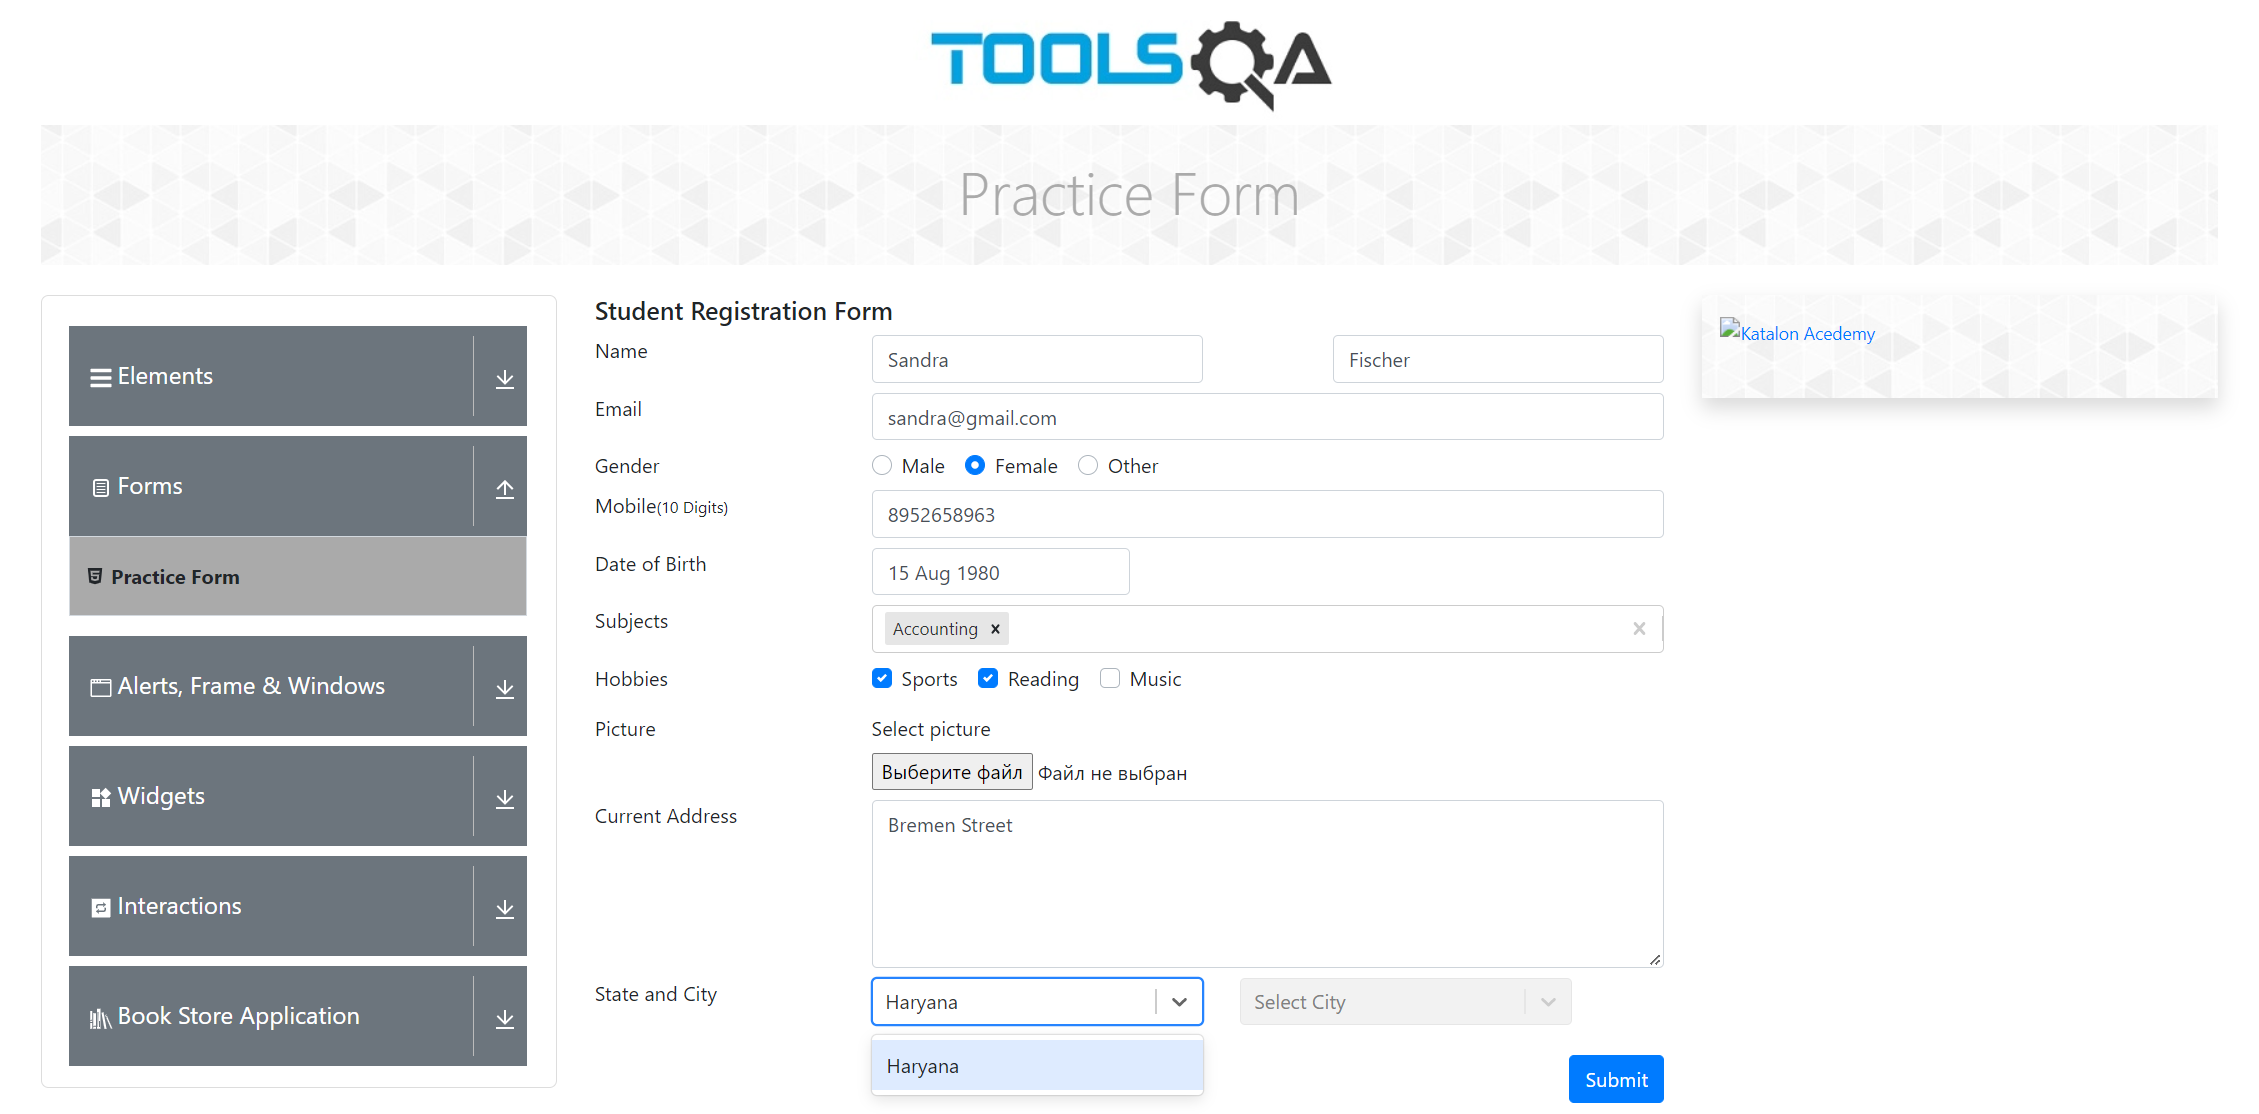 TOOLSQA
Practice Form
Elements
Forms
Practice Form
Alerts, Frame & Windows
Widgets
Interactions
Book Store Application
Student Registration Form
Name
Sandra
Fischer
Email
sandra@gmail.com
Gender
Male Female Other
Mobile(10 Digits)
8952658963
Date of Birth
15 Aug 1980
Subjects
Accounting
Hobbies
Sports Reading Music
Picture
Select picture
Выберите файл Файл не выбран
Current Address
Bremen Street
State and City
Haryana
Select City
Haryana
Submit
Katalon Acedemy